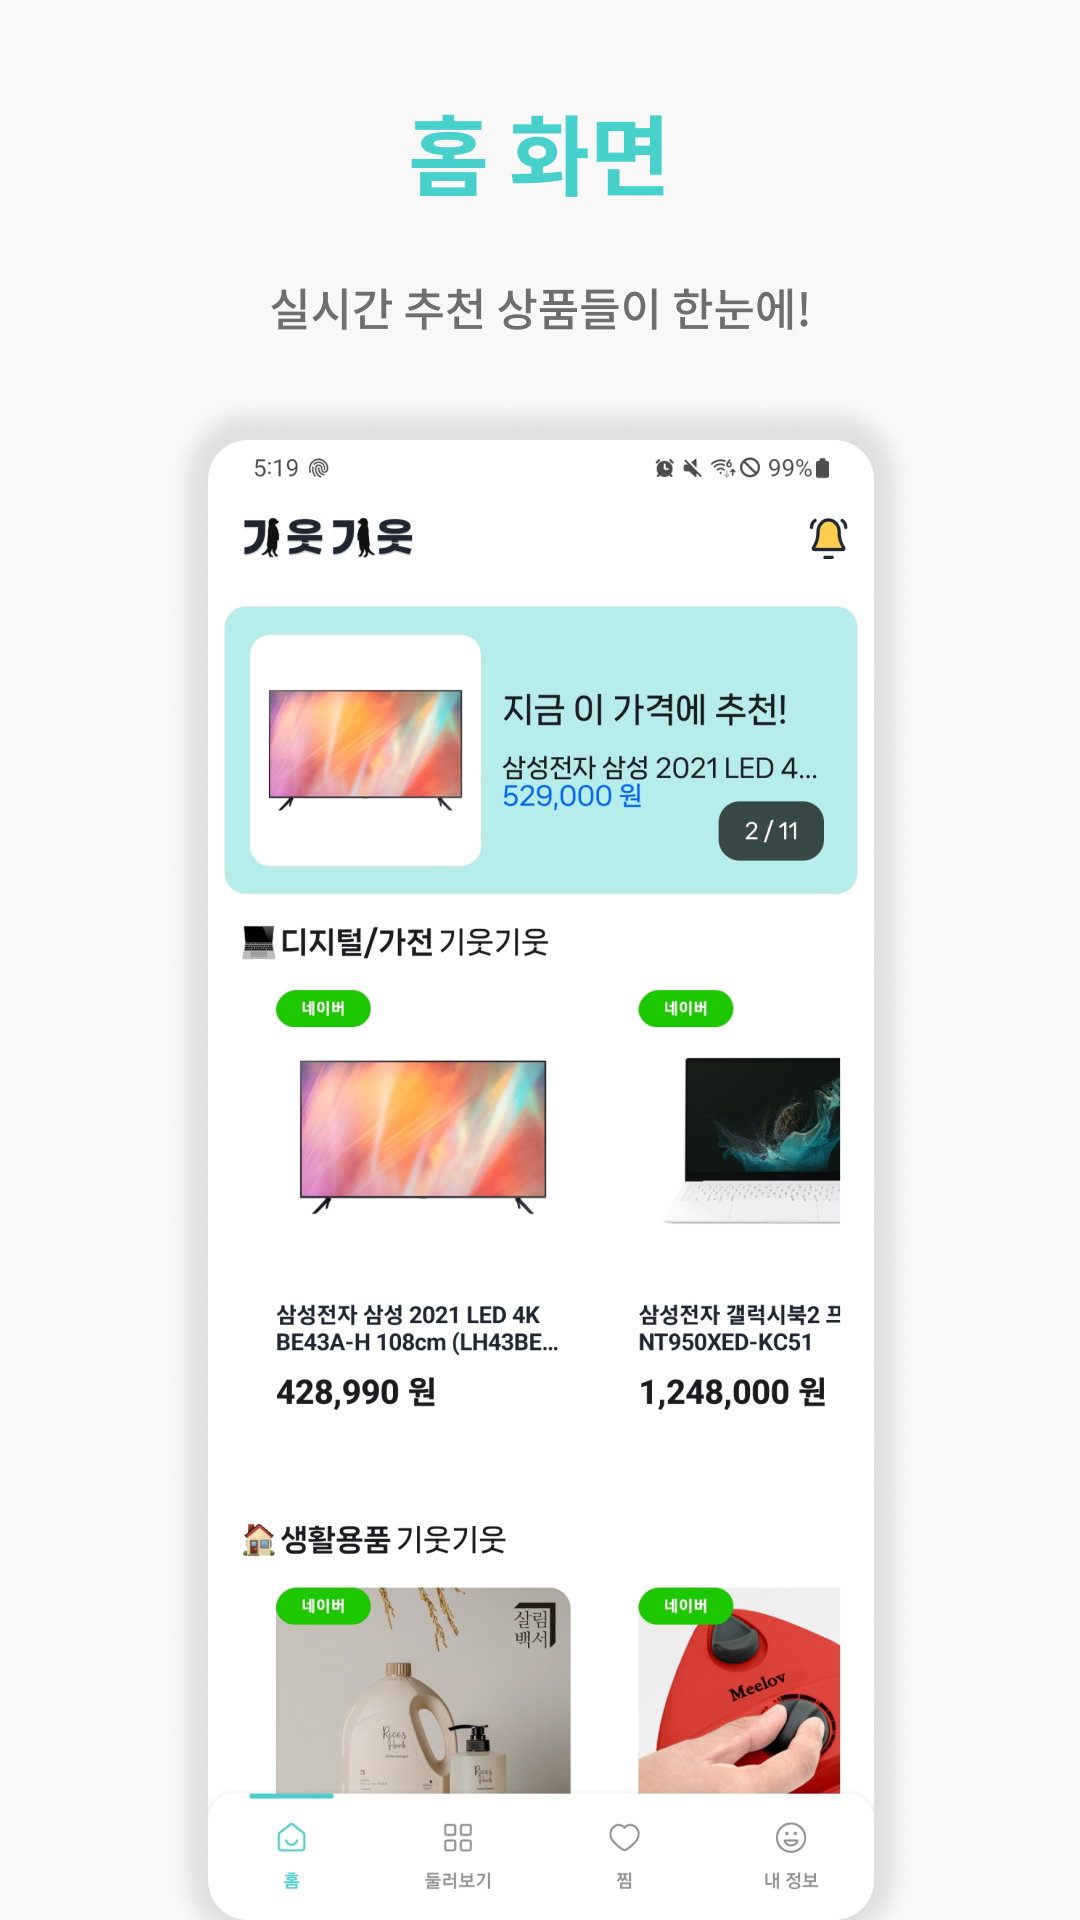 홈 화면
실시간 추천 상품들이 한눈에!
5:19 99%
기웃기웃
지금 이 가격에 추천!
삼성전자 삼성 2021 LED 4...
529,000 원
2 / 11
디지털/가전 기웃기웃
네이버 네이버
삼성전자 삼성 2021 LED 4K
BE43A-H 108cm (LH43BE...
428,990 원
삼성전자 갤럭시북2 프
NT950XED-KC51
1,248,000 원
생활용품 기웃기웃
네이버
살림
백서
Rices
Herb
Rices
Herb
네이버
Meelov
홈 둘러보기 찜 내 정보